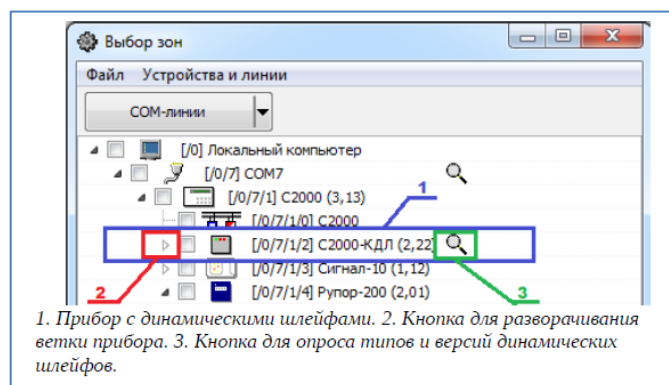 Выбор зон
Файл Устройства и линии
COM-линии
[/0] Локальный компьютер
[/0/7] COM7
1
[/0/7/1] С2000 (3,13)
[/0/7/1/0] С2000
[/0/7/1/2] С2000-КДЛ (2,22)
[/0/7/1/3] Сигнал-10 (1,12)
2
[/0/7/1/4] Рупор-200 (2,01)
3
1. Прибор с динамическими шлейфами. 2. Кнопка для разворачивания
ветки прибора. 3. Кнопка для опроса типов и версий динамических
шлейфов.